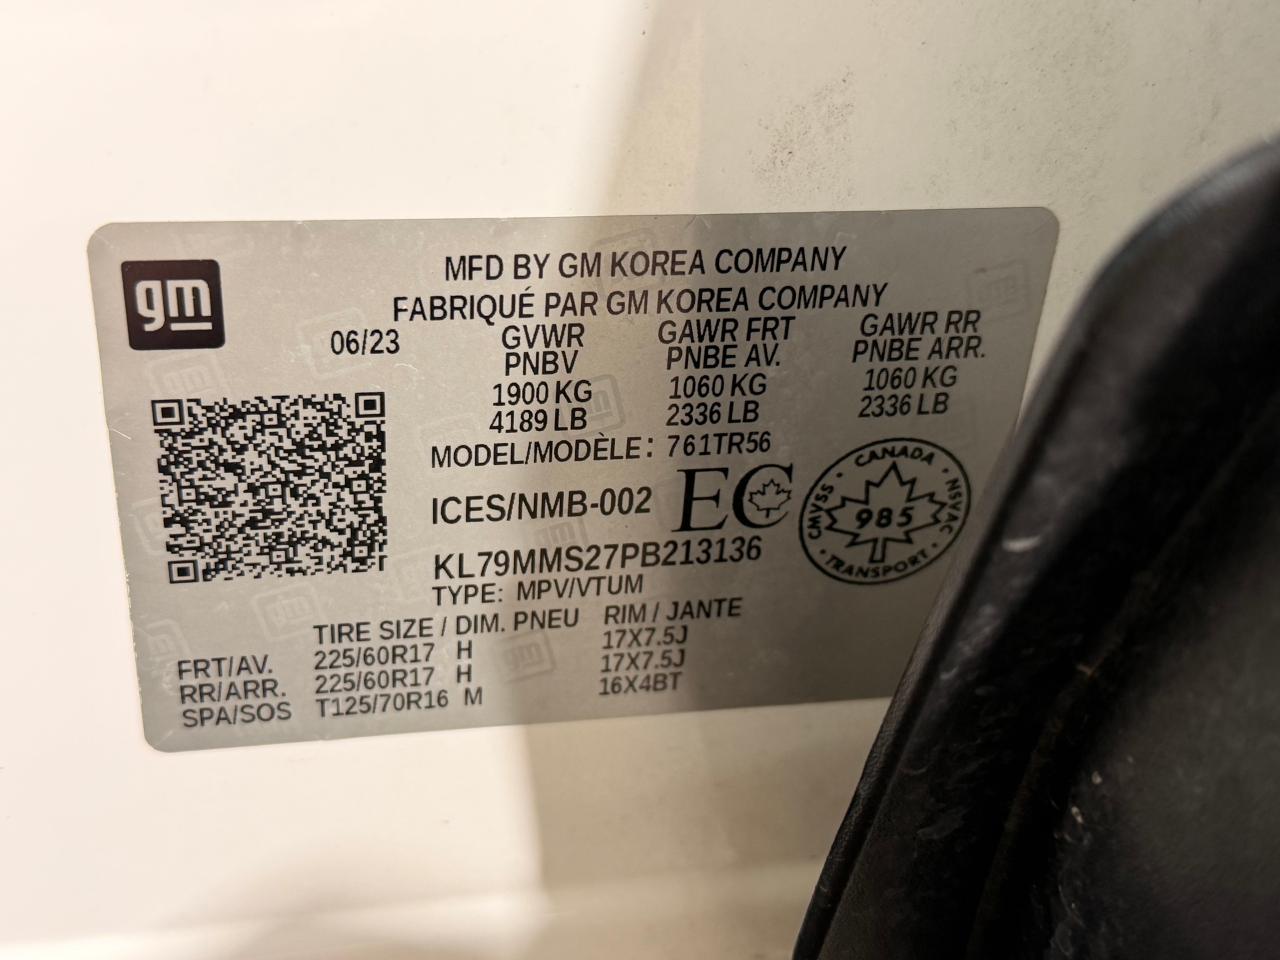 gm
MFD BY GM KOREA COMPANY
FABRIQUÉ PAR GM KOREA COMPANY
06/23 GVWR GAWR FRT GAWR RR
PNBV PNBE AV. PNBE ARR.
1900 KG 1060 KG 1060 KG
4189 LB 2336 LB 2336 LB
MODEL/MODÈLE: 761TR56
ICES/NMB-002 EC
CANADA
CMVSS 985 NSVAC
TRANSPORT
KL79MMS27PB213136
TYPE: MPV/VTUM
TIRE SIZE / DIM. PNEU RIM / JANTE
FRT/AV. 225/60R17 H 17X7.5J
RR/ARR. 225/60R17 H 17X7.5J
SPA/SOS T125/70R16 M 16X4BT